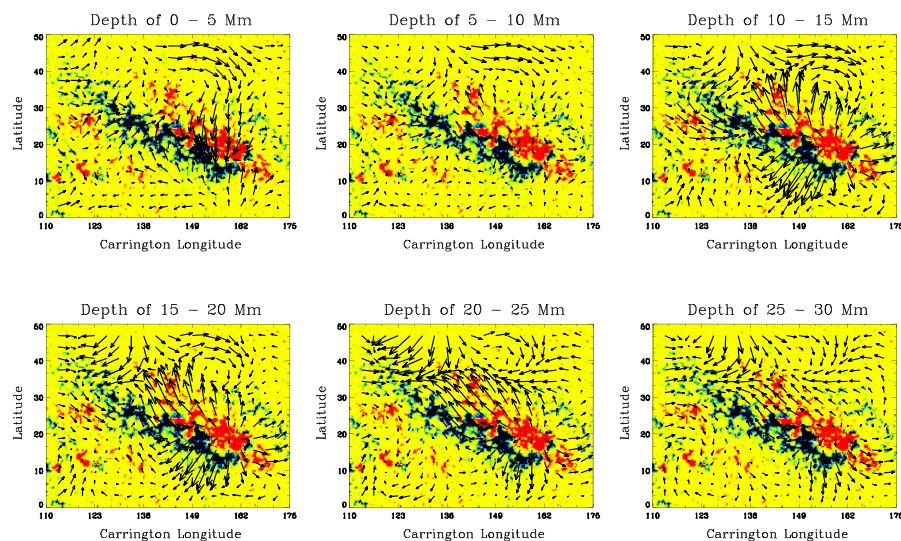 Depth of 0 – 5 Mm
50
40
30
20
10
0
Latitude
110 123 136 149 162 175
Carrington Longitude
Depth of 5 – 10 Mm
50
40
30
20
10
0
Latitude
110 123 136 149 162 175
Carrington Longitude
Depth of 10 – 15 Mm
50
40
30
20
10
0
Latitude
110 123 136 149 162 175
Carrington Longitude
Depth of 15 – 20 Mm
50
40
30
20
10
0
Latitude
110 123 136 149 162 175
Carrington Longitude
Depth of 20 – 25 Mm
50
40
30
20
10
0
Latitude
110 123 136 149 162 175
Carrington Longitude
Depth of 25 – 30 Mm
50
40
30
20
10
0
Latitude
110 123 136 149 162 175
Carrington Longitude